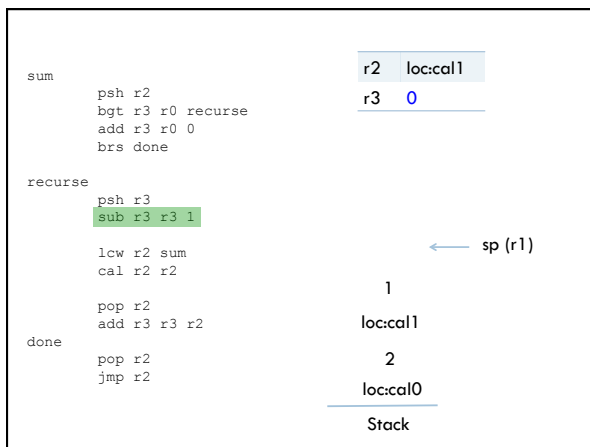 sum
psh r2
bgt r3 r0 recurse
add r3 r0 0
brs done
recurse
psh r3
sub r3 r3 1
lcw r2 sum
cal r2 r2
pop r2
add r3 r3 r2
done
pop r2
jmp r2
r2 loc:cal1
r3 0
sp (r1)
1
loc:cal1
2
loc:cal0
Stack